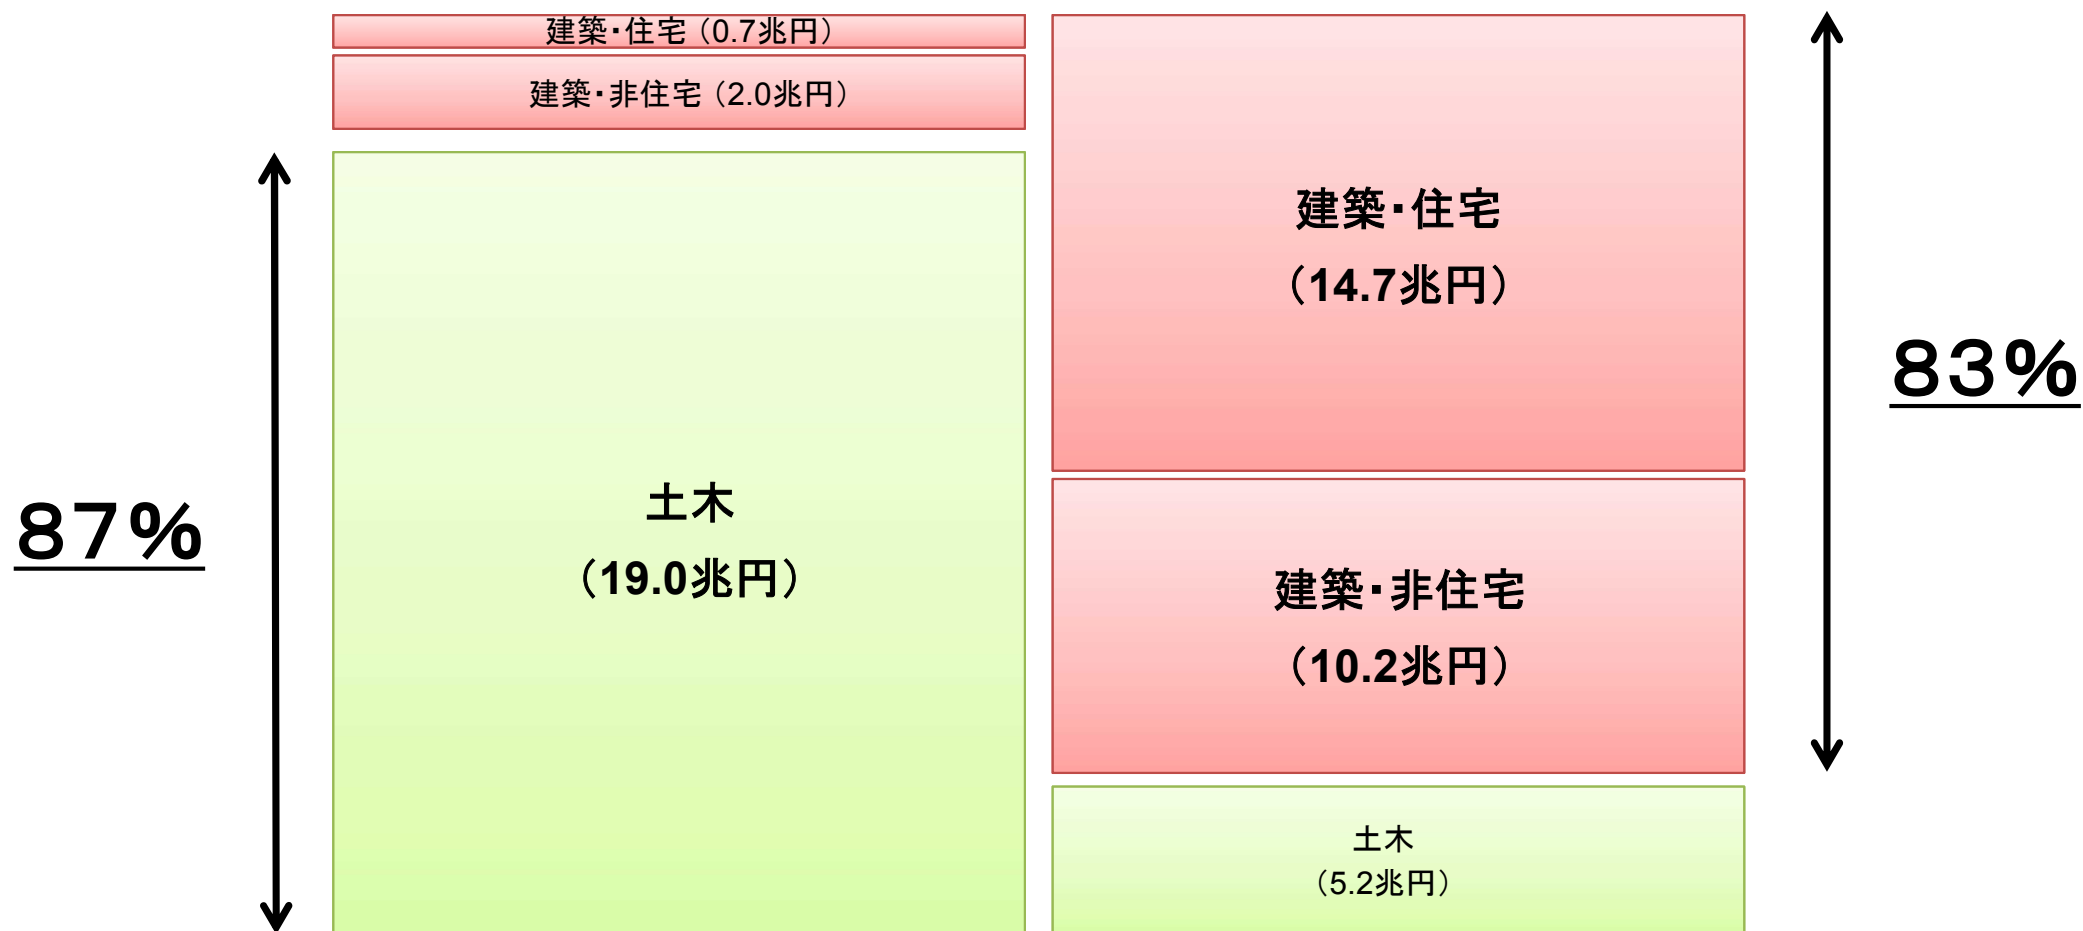 建築・住宅（0.7兆円）
建築・非住宅（2.0兆円）
87%
土木
（19.0兆円）
建築・住宅
（14.7兆円）
建築・非住宅
（10.2兆円）
土木
（5.2兆円）
83%